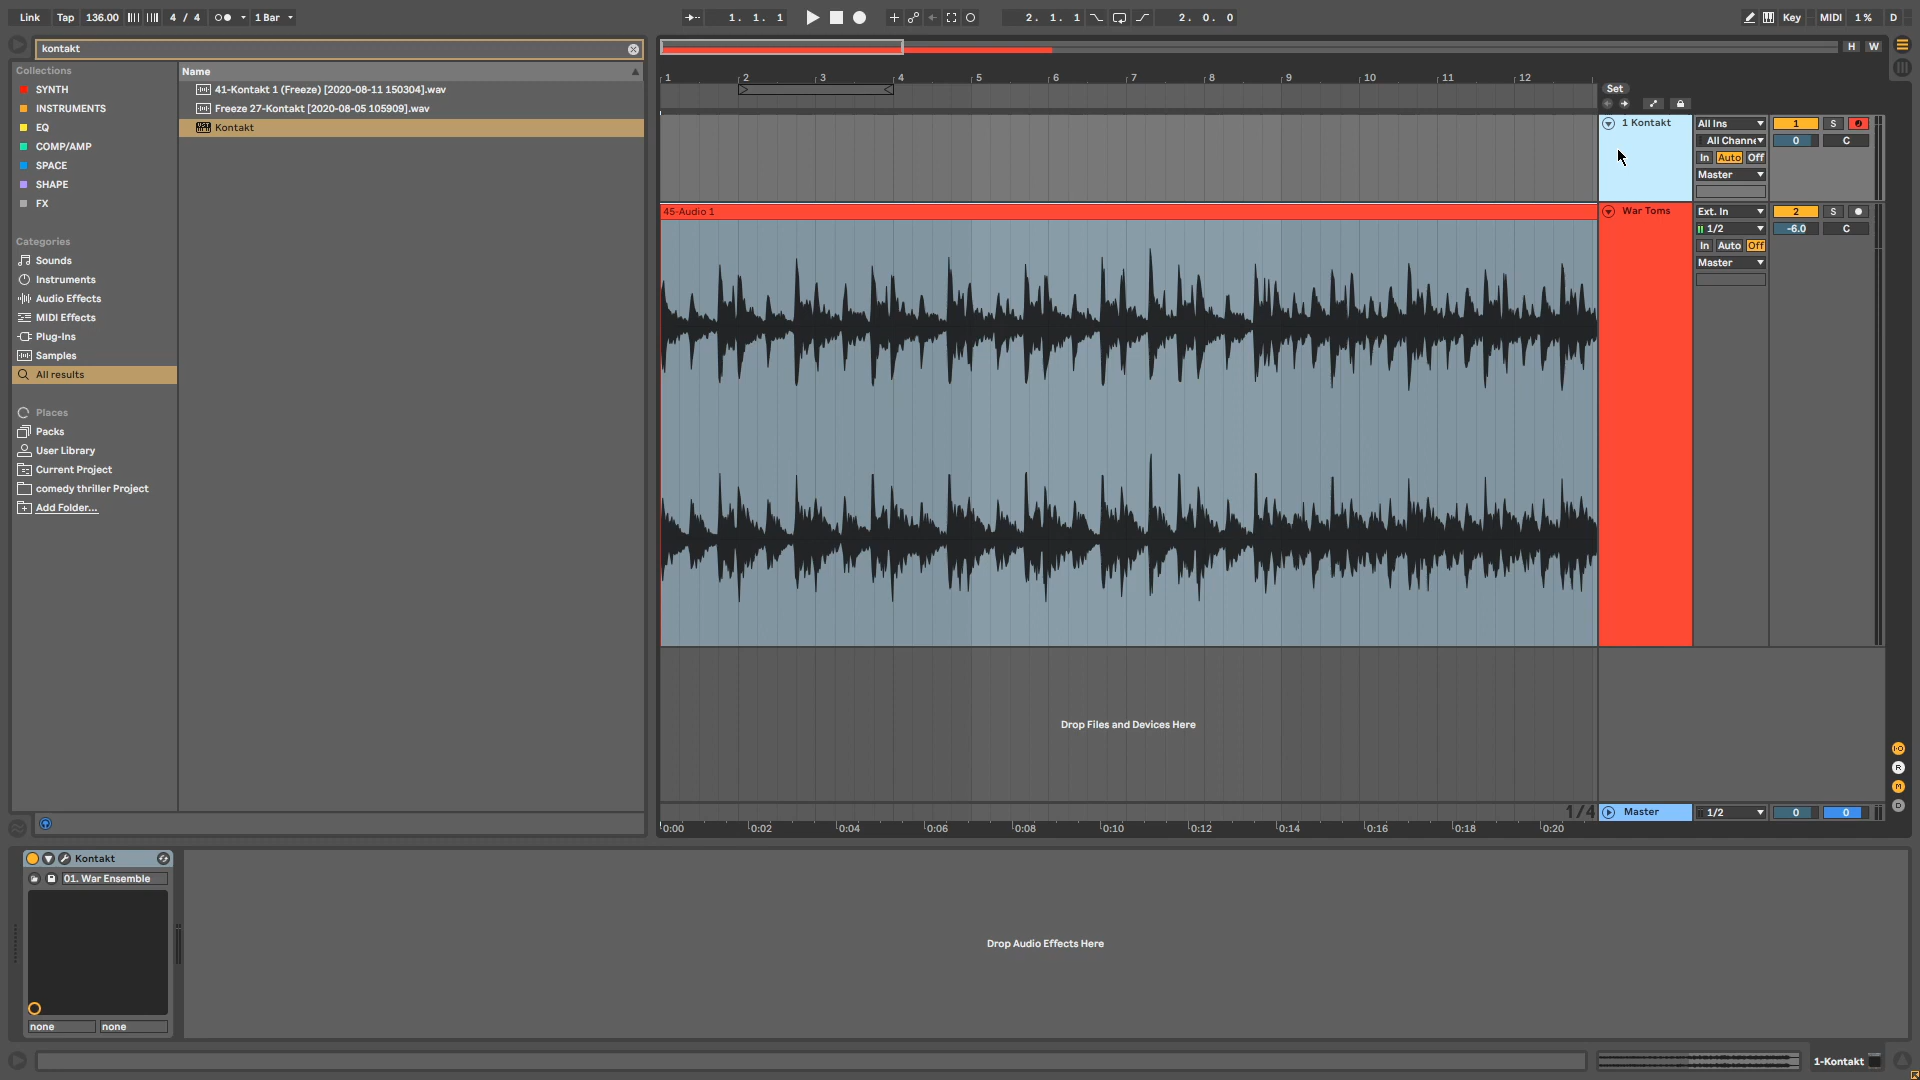 Link Tap 136.00 4 / 4 1 Bar 1. 1. 1 2. 1. 1 2. 0. 0 Key MIDI 1 % D
kontakt
H W
Collections
Name
SYNTH
INSTRUMENTS
EQ
COMP/AMP
SPACE
SHAPE
FX
41-Kontakt 1 (Freeze) [2020-08-11 150304].wav
Freeze 27-Kontakt [2020-08-05 105909].wav
Kontakt
Categories
Sounds
Instruments
Audio Effects
MIDI Effects
Plug-Ins
Samples
All results
Places
Packs
User Library
Current Project
comedy thriller Project
Add Folder...
1 2 3 4 5 6 7 8 9 10 11 12
Set
1 Kontakt All Ins 1 S
All Channe 0 C
In Auto Off
Master
45-Audio 1
War Toms Ext. In 2 S
1/2 -6.0 C
In Auto Off
Master
Drop Files and Devices Here
1/4
Master 1/2 0 0
I·O
R
M
D
0:00 0:02 0:04 0:06 0:08 0:10 0:12 0:14 0:16 0:18 0:20
Kontakt
01. War Ensemble
none none
Drop Audio Effects Here
1-Kontakt